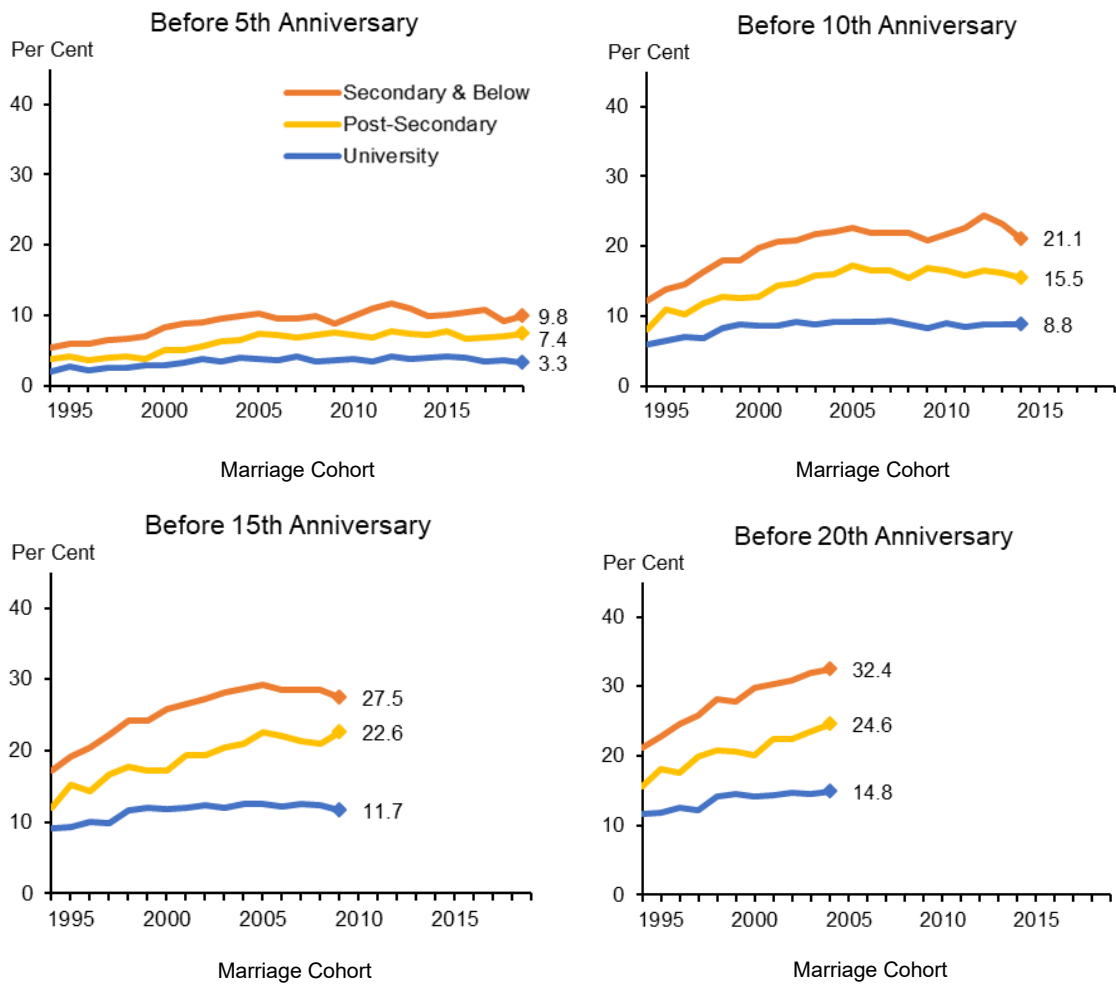 Before 5th Anniversary
Per Cent
40
30
20
10
0
Secondary & Below
Post-Secondary
University
9.8
7.4
3.3
1995 2000 2005 2010 2015
Marriage Cohort
Before 10th Anniversary
Per Cent
40
30
20
10
0
21.1
15.5
8.8
1995 2000 2005 2010 2015
Marriage Cohort
Before 15th Anniversary
Per Cent
40
30
20
10
0
27.5
22.6
11.7
1995 2000 2005 2010 2015
Marriage Cohort
Before 20th Anniversary
Per Cent
40
30
20
10
0
32.4
24.6
14.8
1995 2000 2005 2010 2015
Marriage Cohort